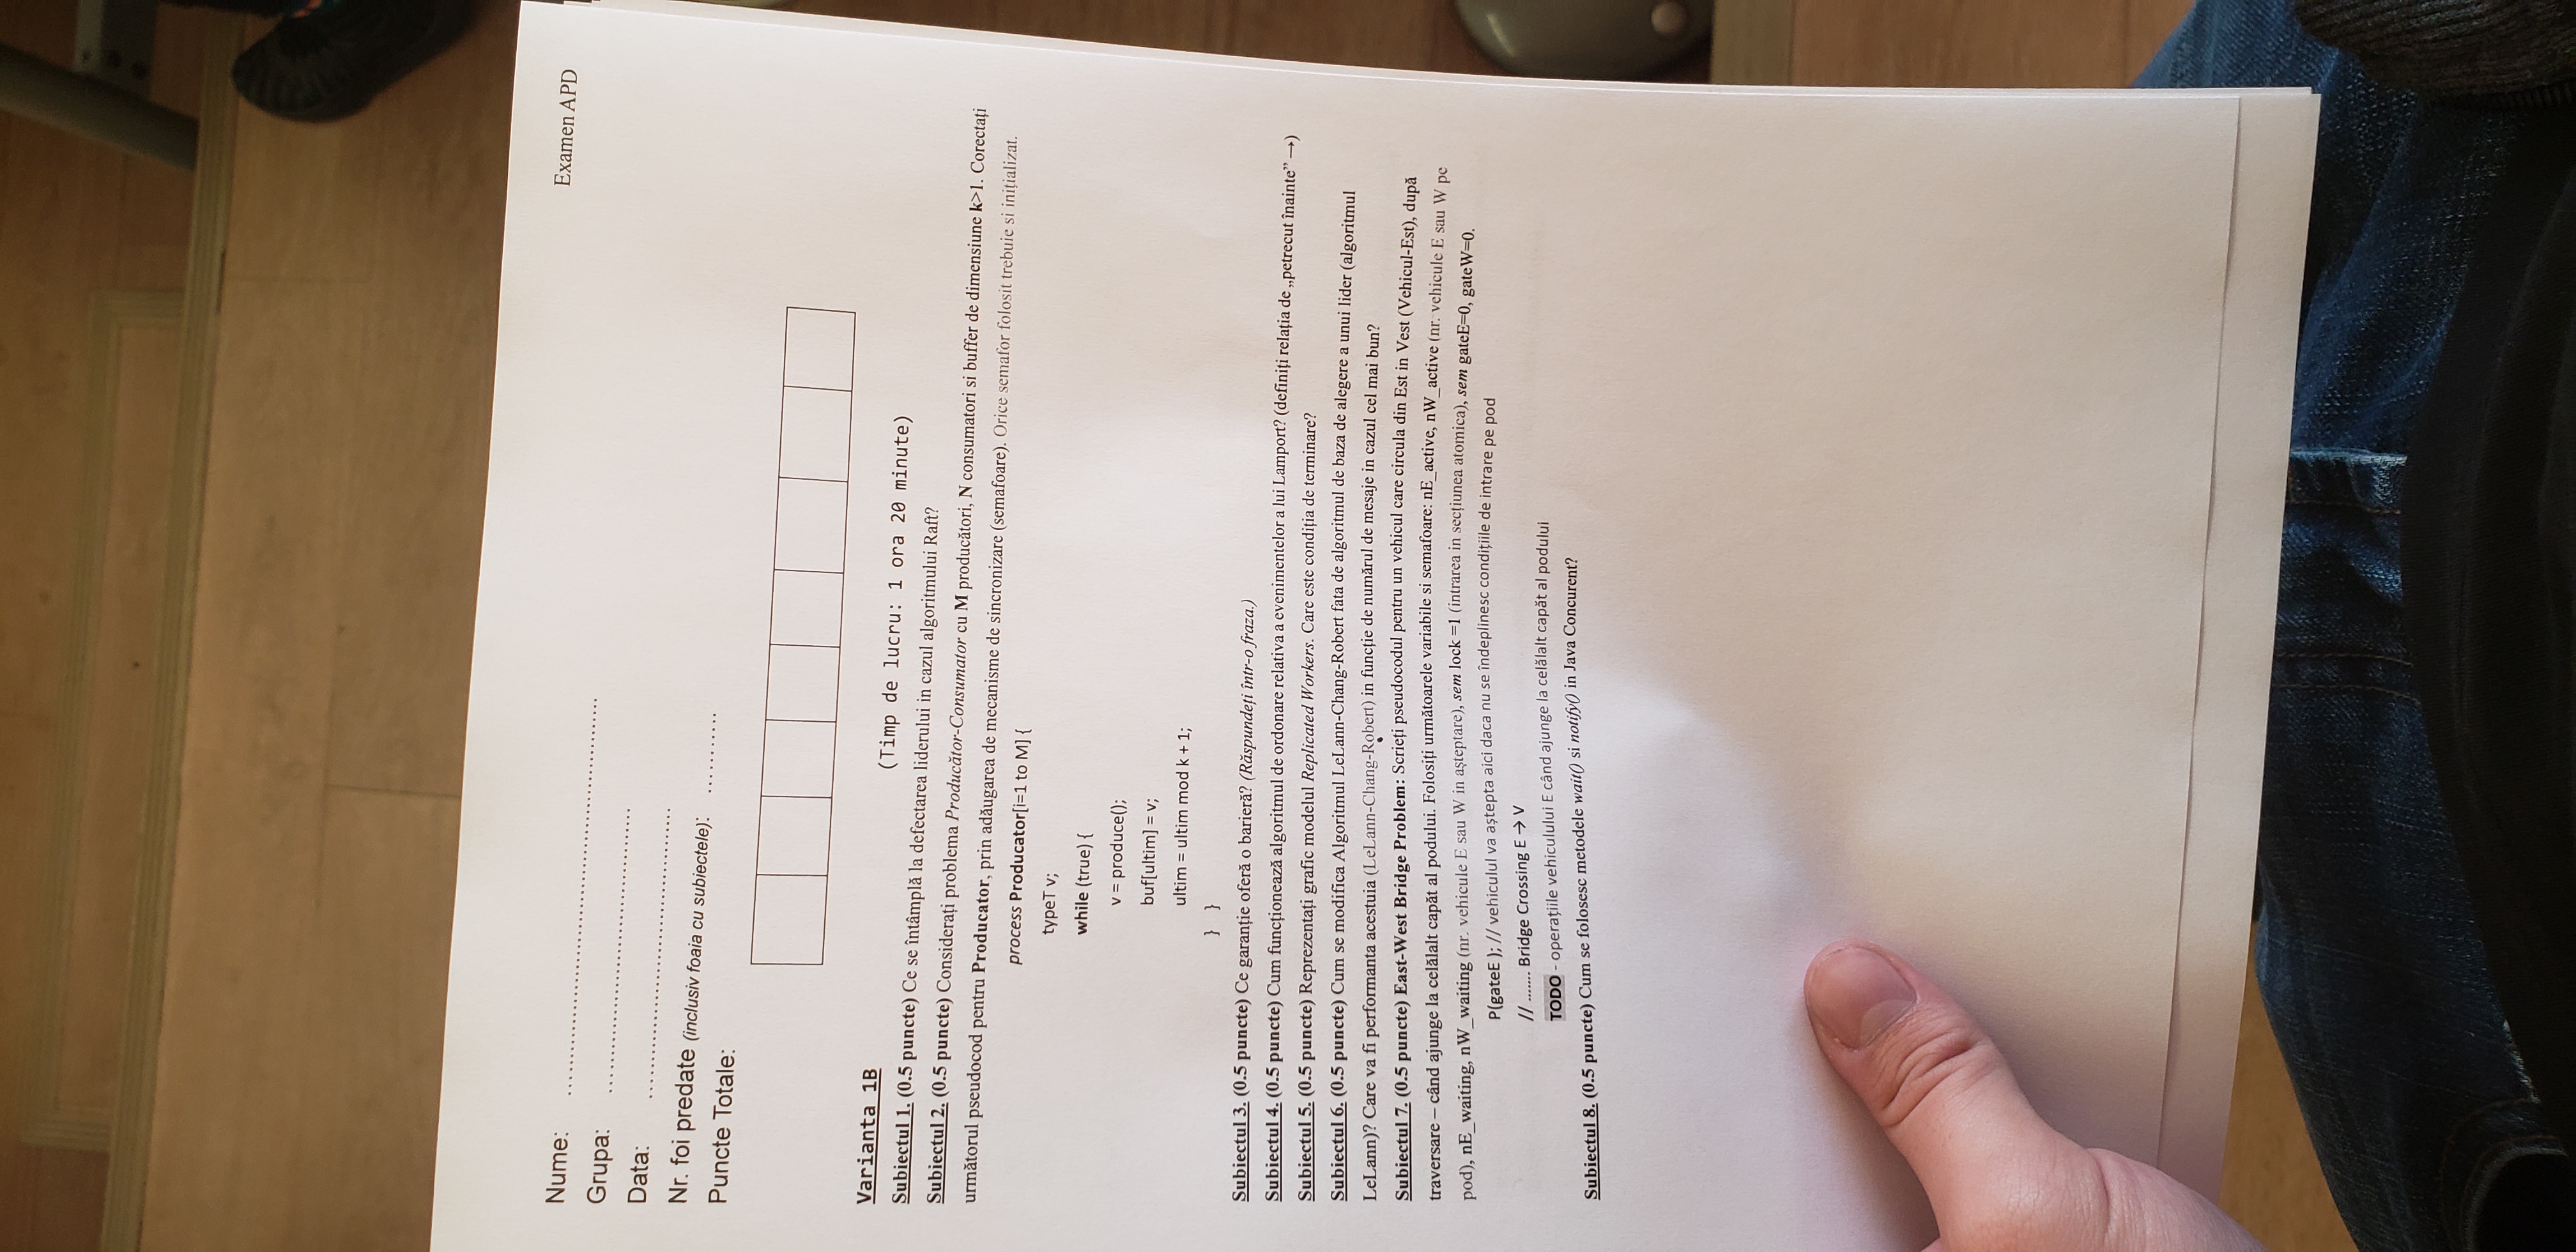 Examen APD
Nume: ..........................................................
Grupa: ..........................................
Data: ...........................................
Nr. foi predate (inclusiv foaia cu subiectele): ...........
Puncte Totale:
Varianta 1B
(Timp de lucru: 1 ora 20 minute)
Subiectul 1. (0.5 puncte) Ce se întâmplă la defectarea liderului in cazul algoritmului Raft?
Subiectul 2. (0.5 puncte) Considerați problema Producător-Consumator cu M producători, N consumatori si buffer de dimensiune k>1. Corectați
următorul pseudocod pentru Producator, prin adăugarea de mecanisme de sincronizare (semafoare). Orice semafor folosit trebuie si inițializat.
process Producator[i=1 to M] {
typeT v;
while (true) {
v = produce();
buf[ultim] = v;
ultim = ultim mod k + 1;
} }
Subiectul 3. (0.5 puncte) Ce garanție oferă o barieră? (Răspundeți într-o fraza.)
Subiectul 4. (0.5 puncte) Cum funcționează algoritmul de ordonare relativa a evenimentelor a lui Lamport? (definiți relația de „petrecut înainte” →)
Subiectul 5. (0.5 puncte) Reprezentați grafic modelul Replicated Workers. Care este condiția de terminare?
Subiectul 6. (0.5 puncte) Cum se modifica Algoritmul LeLann-Chang-Robert fata de algoritmul de baza de alegere a unui lider (algoritmul
LeLann)? Care va fi performanta acestuia (LeLann-Chang-Robert) in funcție de numărul de mesaje in cazul cel mai bun?
Subiectul 7. (0.5 puncte) East-West Bridge Problem: Scrieți pseudocodul pentru un vehicul care circula din Est in Vest (Vehicul-Est), după
traversare – când ajunge la celălalt capăt al podului. Folosiți următoarele variabile si semafoare: nE_active, nW_active (nr. vehicule E sau W pe
pod), nE_waiting, nW_waiting (nr. vehicule E sau W in așteptare), sem lock =1 (intrarea in secțiunea atomica), sem gateE=0, gateW=0.
P(gateE ); // vehiculul va aștepta aici daca nu se îndeplinesc condițiile de intrare pe pod
// ....... Bridge Crossing E → V
TODO - operațiile vehiculului E când ajunge la celălalt capăt al podului
Subiectul 8. (0.5 puncte) Cum se folosesc metodele wait() si notify() in Java Concurent?